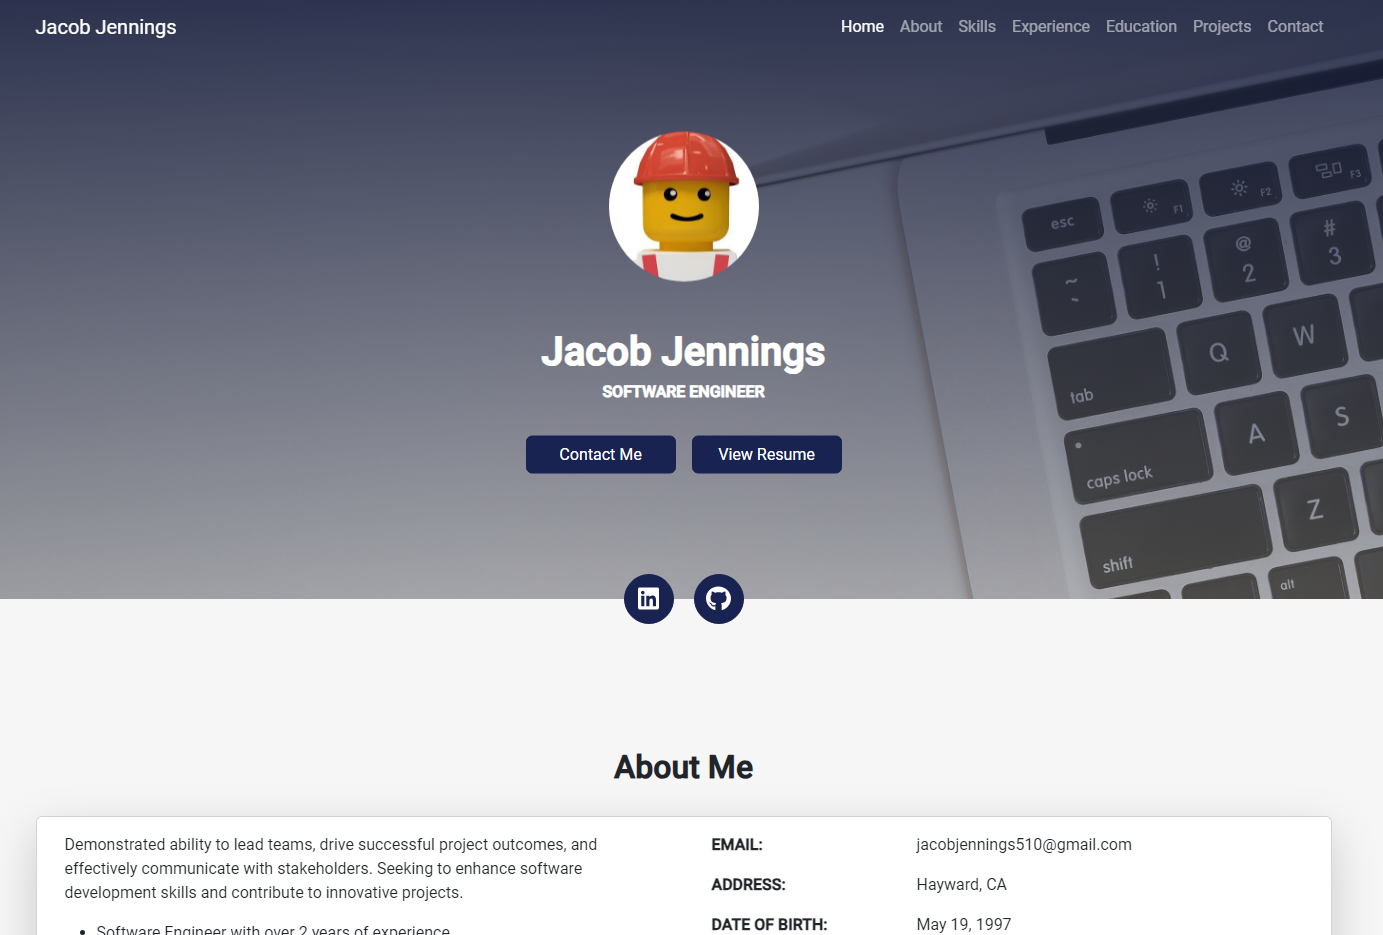 Jacob Jennings
Home About Skills Experience Education Projects Contact
esc F1 F2 F3
~ ! 1 @ 2 # 3
tab Q W
caps lock A S
shift Z
alt
Jacob Jennings
SOFTWARE ENGINEER
Contact Me View Resume
in
About Me
Demonstrated ability to lead teams, drive successful project outcomes, and
effectively communicate with stakeholders. Seeking to enhance software
development skills and contribute to innovative projects.
• Software Engineer with over 2 years of experience
EMAIL: jacobjennings510@gmail.com
ADDRESS: Hayward, CA
DATE OF BIRTH: May 19, 1997